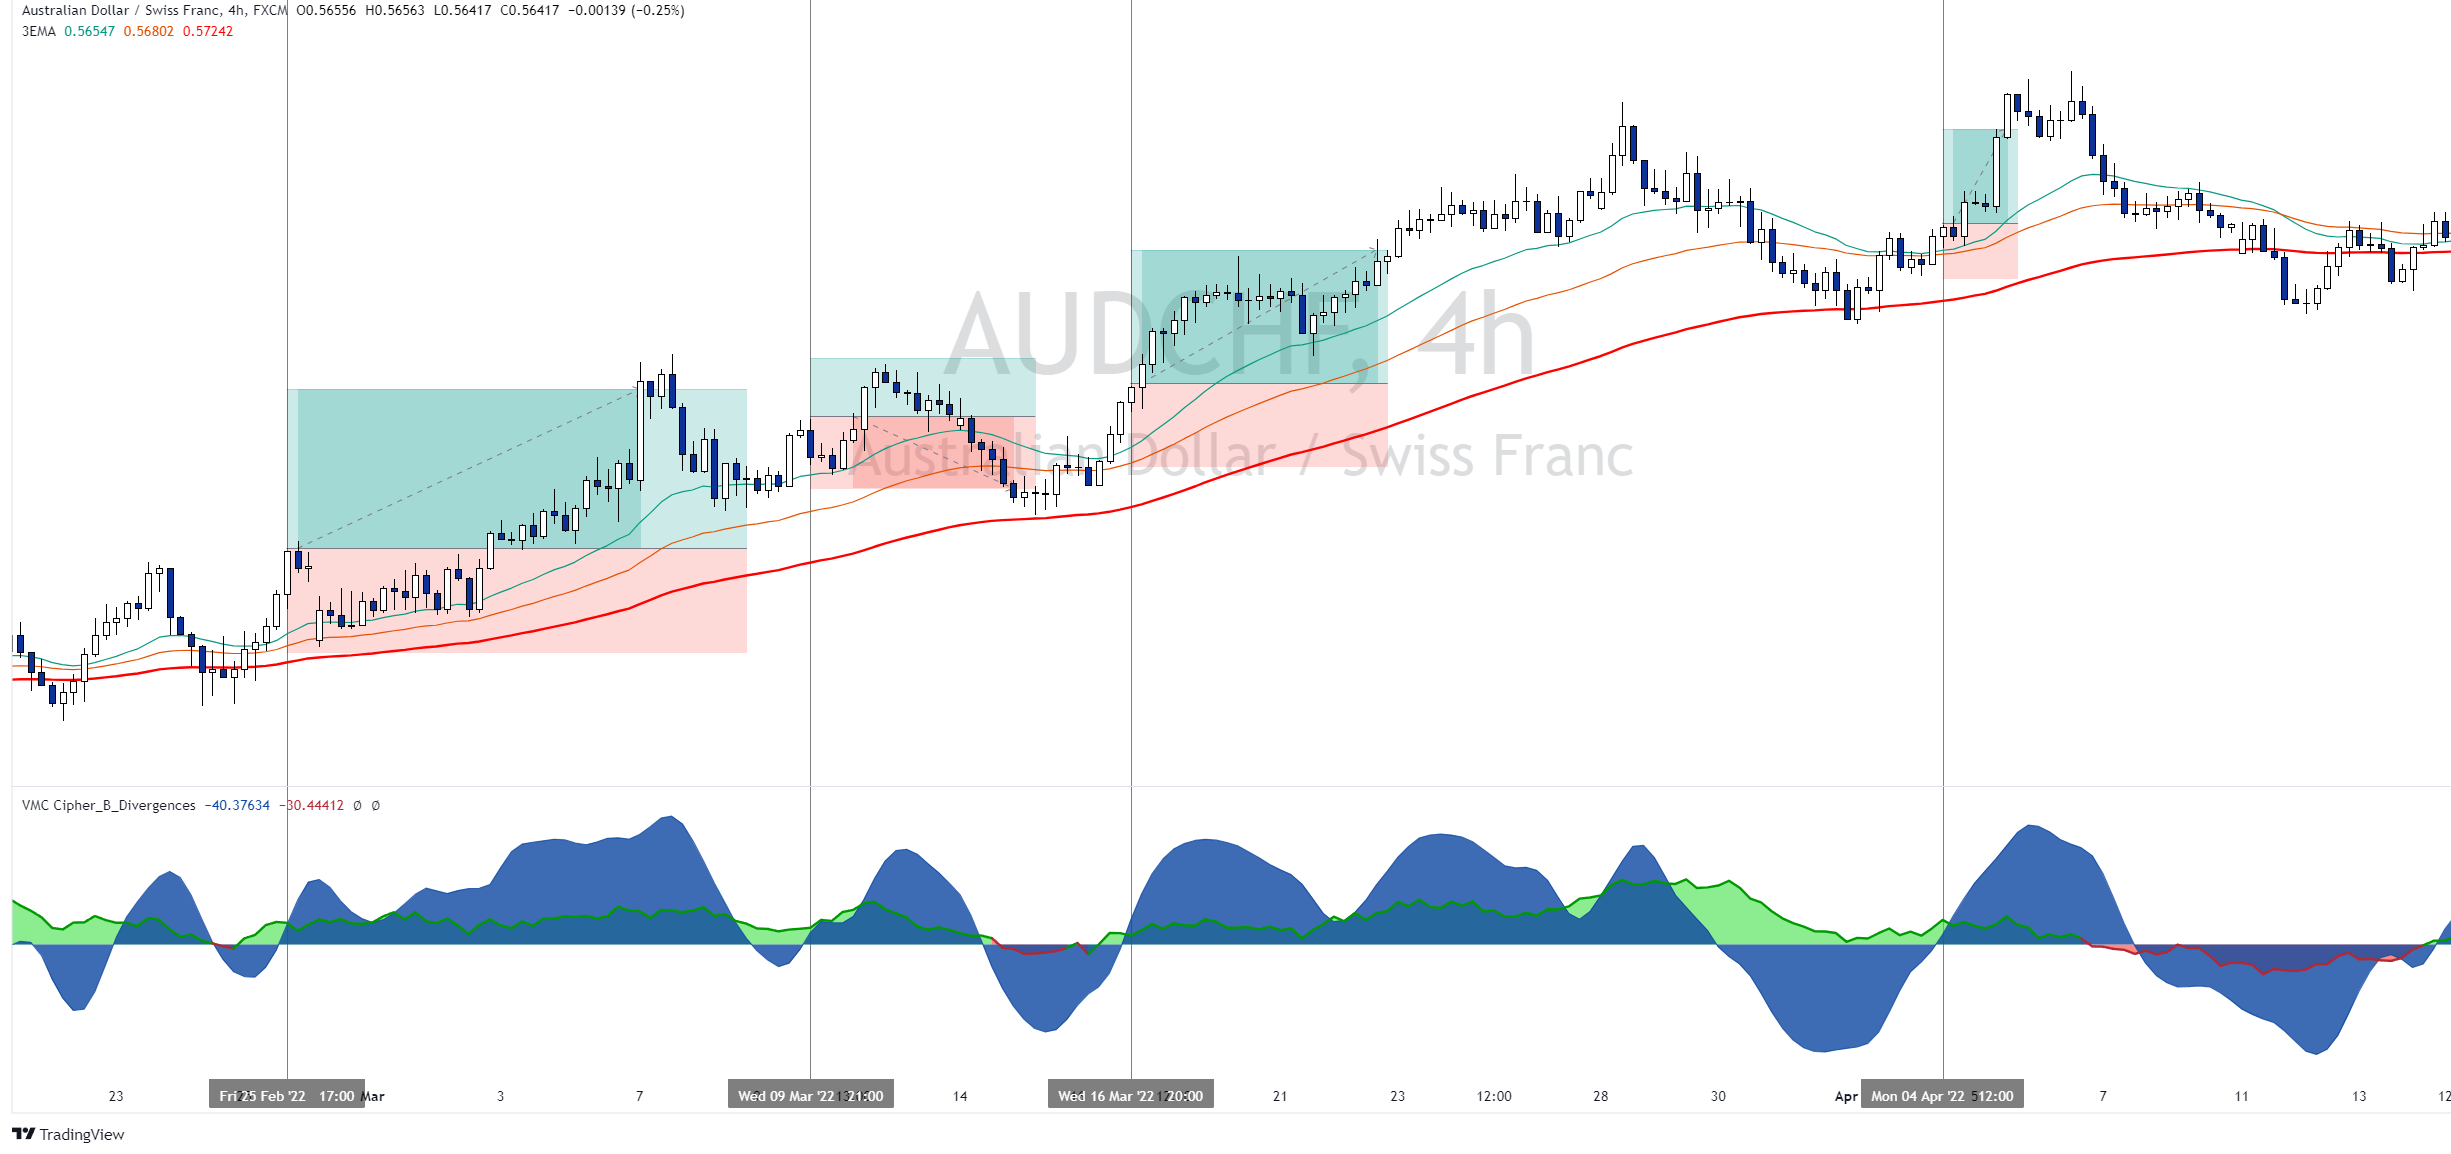 Australian Dollar / Swiss Franc, 4h, FXCM O0.56556 H0.56563 L0.56417 C0.56417 −0.00139 (−0.25%)
3EMA 0.56547 0.56802 0.57242
AUDCHF, 4h
Australian Dollar / Swiss Franc
VMC Cipher_B_Divergences −40.37634 −30.44412 Ø Ø
23 Fri 25 Feb '22 17:00 Mar 3 7 Wed 09 Mar '22 21:00 14 Wed 16 Mar '22 20:00 21 23 12:00 28 30 Apr Mon 04 Apr '22 12:00 7 11 13 12
TradingView